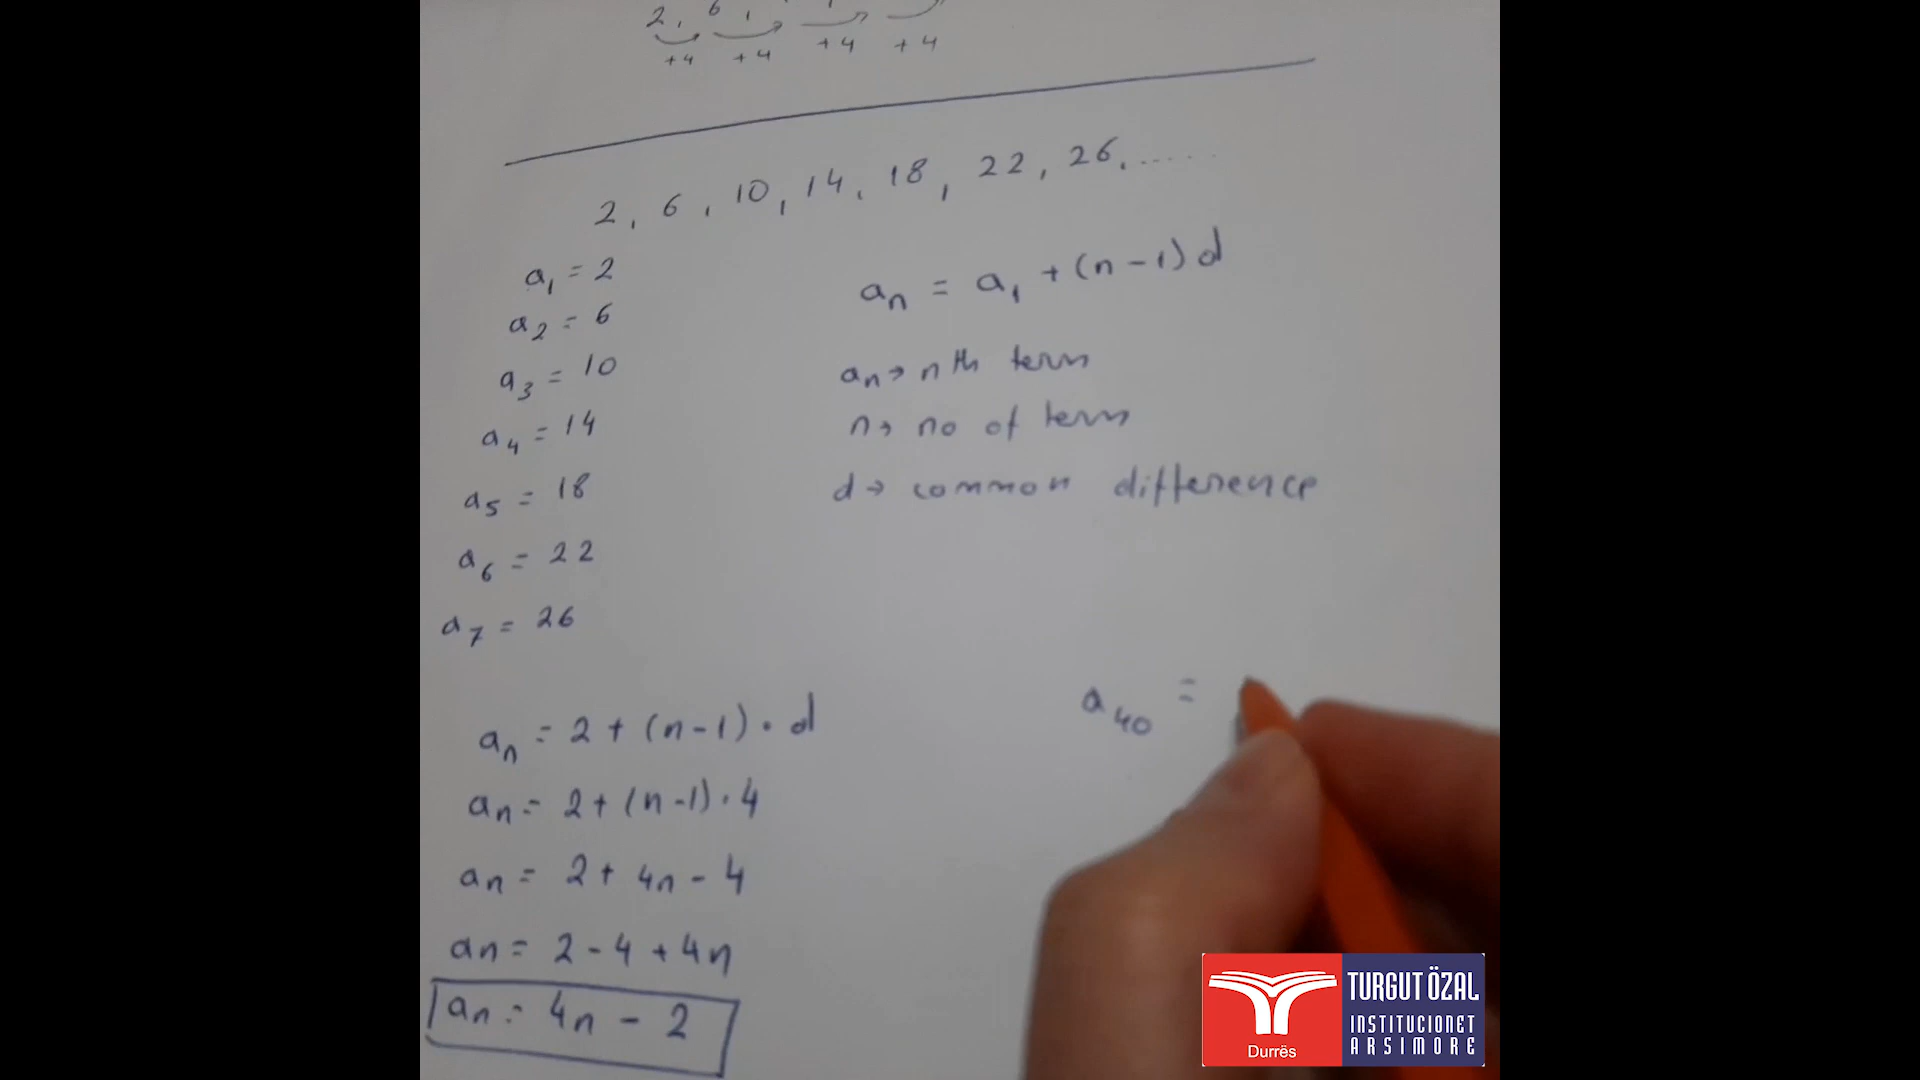 2, 6,
+4 +4 +4 +4
2, 6, 10, 14, 18, 22, 26, ......
a1 = 2
a2 = 6
a3 = 10
a4 = 14
a5 = 18
a6 = 22
a7 = 26
an = a1 + (n-1) d
an → nth term
n → no of term
d → common difference
an = 2 + (n-1) · d
an = 2 + (n-1) · 4
an = 2 + 4n - 4
an = 2 - 4 + 4n
an = 4n - 2
a40 =
TURGUT ÖZAL
INSTITUCIONET
ARSIMORE
Durrës